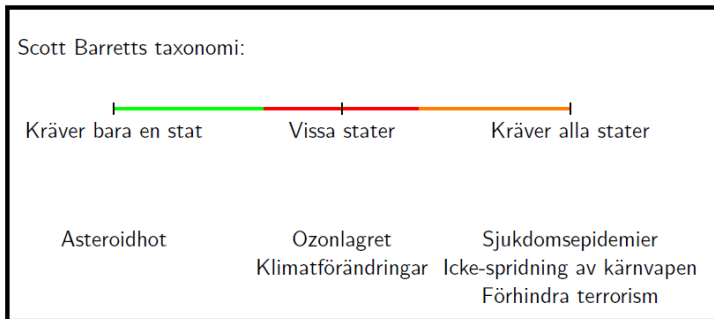 Scott Barretts taxonomi:
Kräver bara en stat
Vissa stater
Kräver alla stater
Asteroidhot
Ozonlagret
Klimatförändringar
Sjukdomsepidemier
Icke-spridning av kärnvapen
Förhindra terrorism